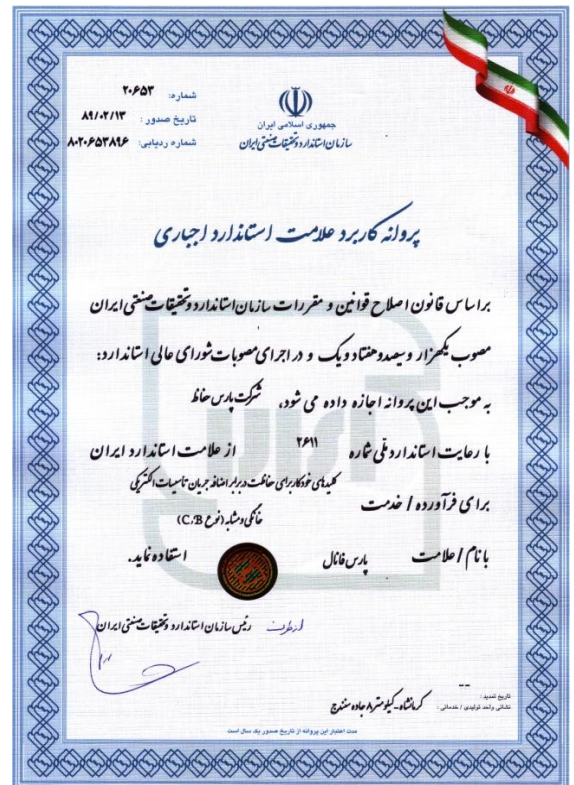 شماره: ۲۰۶۵۳
تاریخ صدور: ۸۹/۰۲/۱۳
شماره ردیابی: ۸۰۲۰۶۵۳۸۹۶
جمهوری اسلامی ایران
سازمان استاندارد و تحقیقات صنعتی ایران
پروانه کاربرد علامت استاندارد اجباری
براساس قانون اصلاح قوانین و مقررات سازمان استاندارد و تحقیقات صنعتی ایران
مصوب یکهزار و سیصد و هفتاد و یک و در اجرای مصوبات شورای عالی استاندارد:
به موجب این پروانه اجازه داده می شود، شرکت پارس حفاظ
با رعایت استاندارد ملّی شماره ۲۶۱۱ از علامت استاندارد ایران
برای فرآورده / خدمت کلیدهای خودکار برای حفاظت در برابر اضافه جریان تاسیسات الکتریکی
خانگی و مشابه (نوع C,B)
با نام / علامت پارس فانال استفاده نماید.
از طرف رئیس سازمان استاندارد و تحقیقات صنعتی ایران
تاریخ تمدید: --
نشانی واحد تولیدی / خدماتی: کرمانشاه - کیلومتر ۸ جاده سنندج
مدت اعتبار این پروانه از تاریخ صدور یک سال است